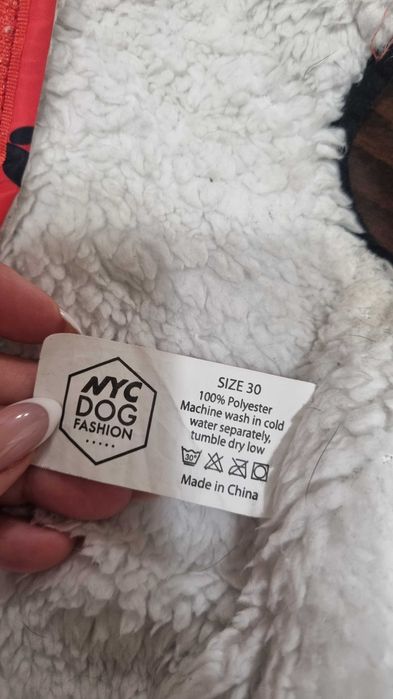 NYC
DOG
FASHION
SIZE 30
100% Polyester
Machine wash in cold
water separately,
tumble dry low
30°
Made in China